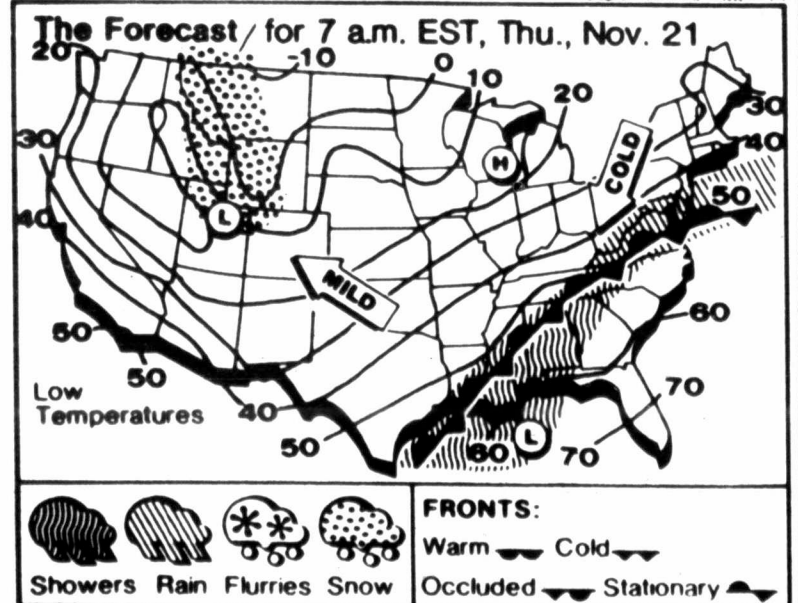 The Forecast for 7 a.m. EST, Thu., Nov. 21
20
-10
0
10
20
30
30
40
40
50
H
COLD
L
MILD
50
50
60
70
Low
Temperatures
40
50
60
L
70
FRONTS:
Warm Cold
Showers Rain Flurries Snow
Occluded Stationary